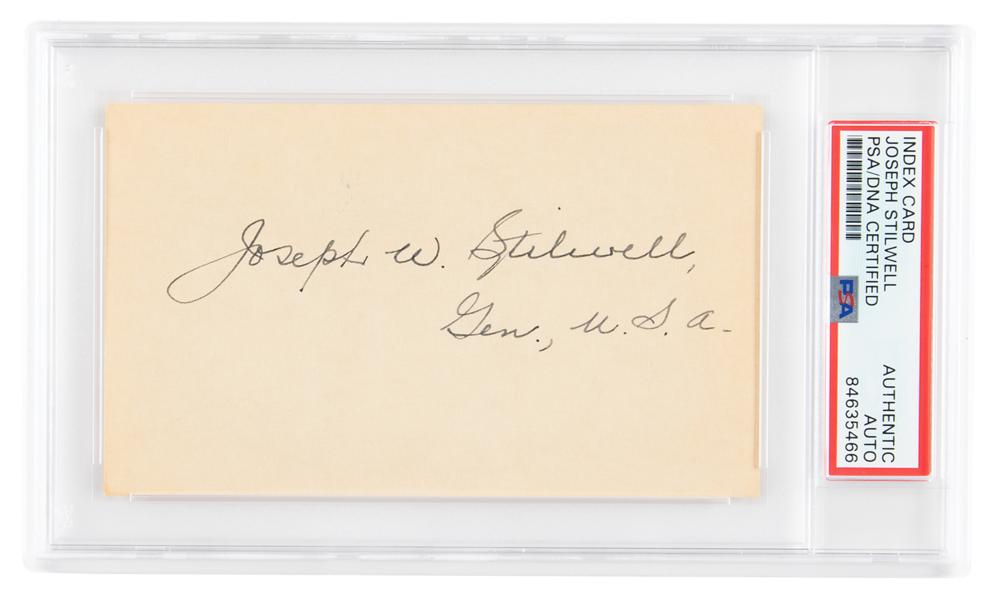 Joseph W. Stilwell,
Gen., U.S.A.
INDEX CARD
JOSEPH STILWELL
PSA/DNA CERTIFIED
PSA
AUTHENTIC
AUTO
84635466